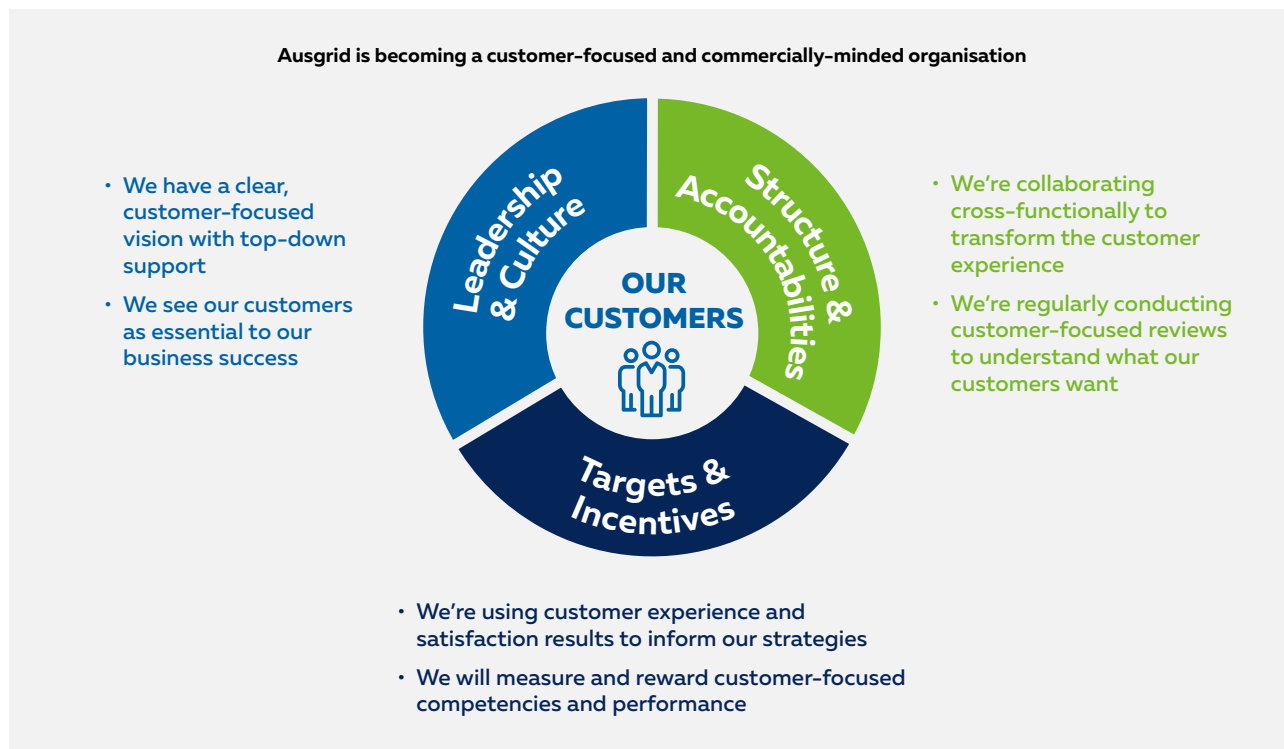 Ausgrid is becoming a customer-focused and commercially-minded organisation
• We have a clear,
customer-focused
vision with top-down
support
• We see our customers
as essential to our
business success
Leadership
& Culture
Structure &
Accountabilities
OUR
CUSTOMERS
Targets &
Incentives
• We're collaborating
cross-functionally to
transform the customer
experience
• We're regularly conducting
customer-focused reviews
to understand what our
customers want
• We're using customer experience and
satisfaction results to inform our strategies
• We will measure and reward customer-focused
competencies and performance